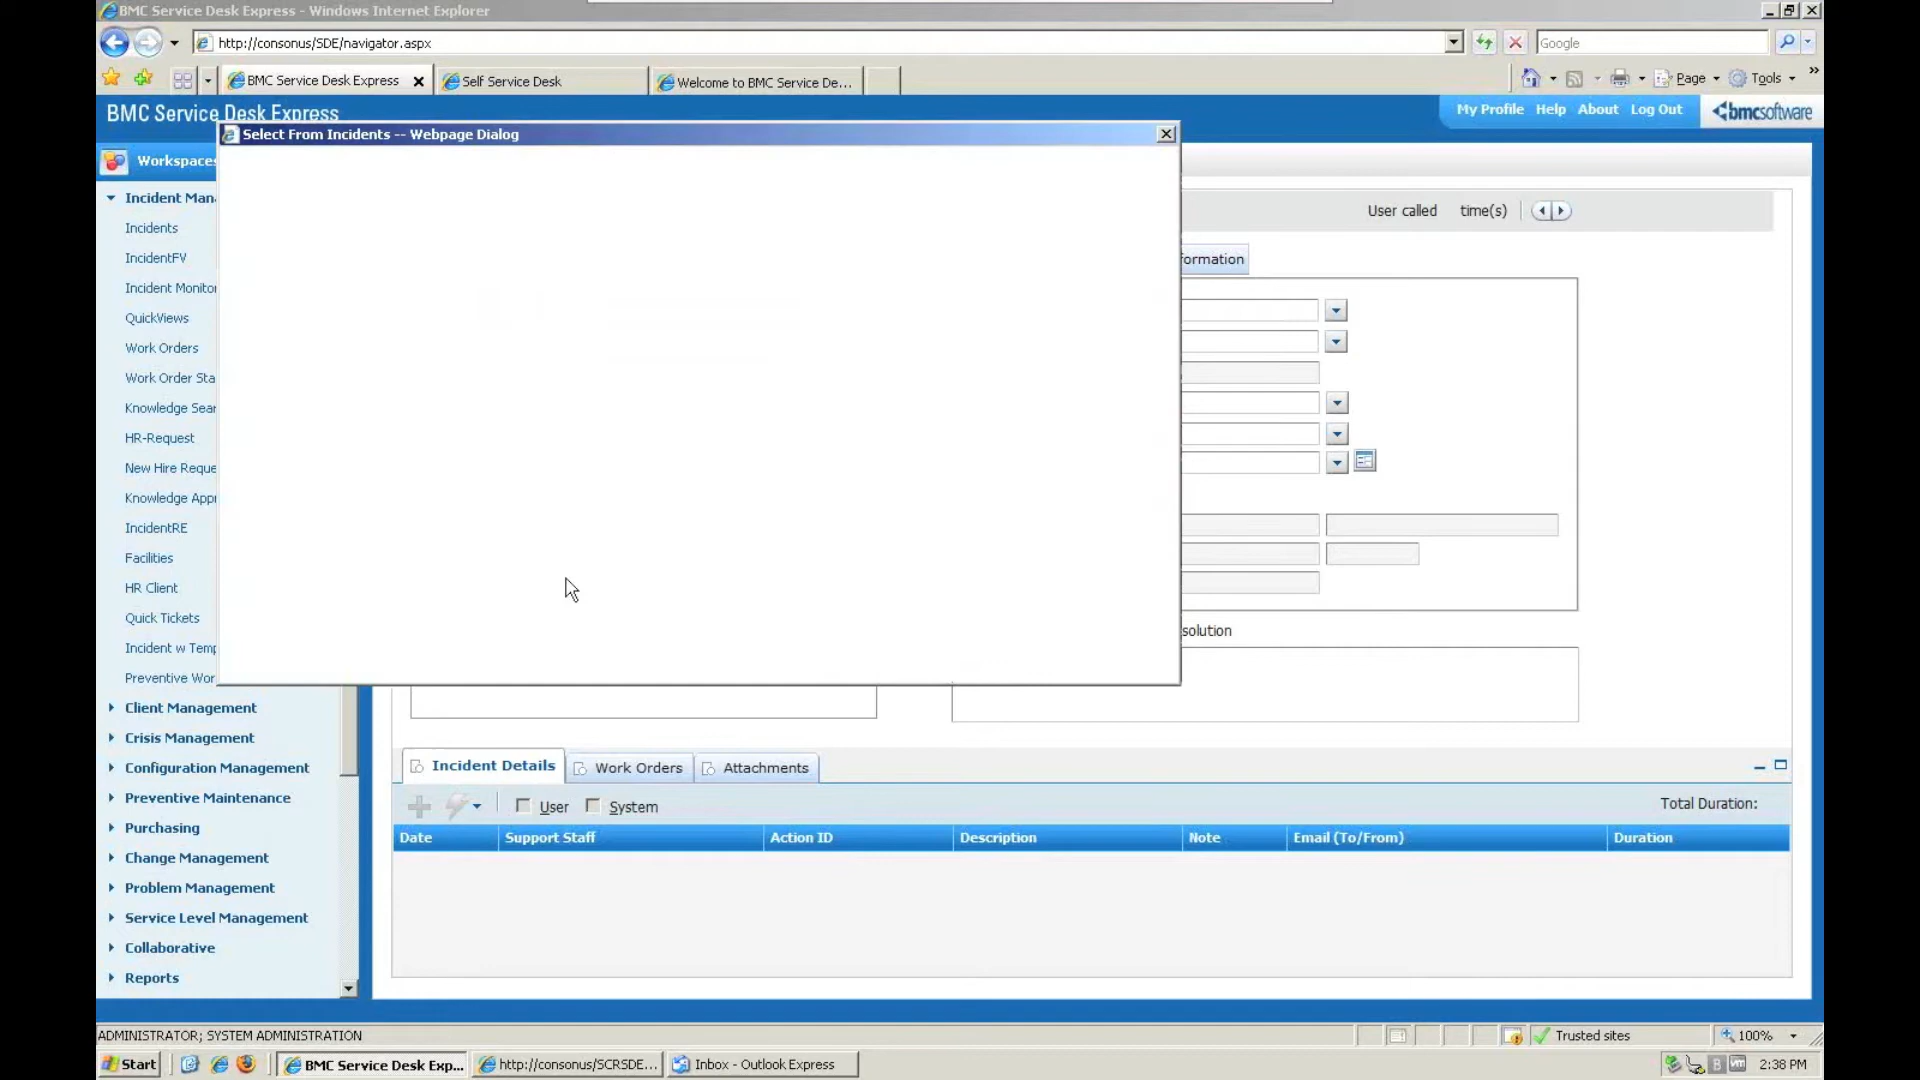 BMC Service Desk Express - Windows Internet Explorer
http://consonus/SDE/navigator.aspx
Google
BMC Service Desk Express
Self Service Desk
Welcome to BMC Service De...
Page
Tools
BMC Service Desk Express
My Profile Help About Log Out
bmcsoftware
Select From Incidents -- Webpage Dialog
Workspaces
User called time(s)
Incident Man
Incidents
IncidentFV
Incident Monitor
QuickViews
Work Orders
Work Order Sta
Knowledge Sear
HR-Request
New Hire Reque
Knowledge Appr
IncidentRE
Facilities
HR Client
Quick Tickets
Incident w Temp
Preventive Wor
Client Management
Crisis Management
Configuration Management
Preventive Maintenance
Purchasing
Change Management
Problem Management
Service Level Management
Collaborative
Reports
formation
solution
Incident Details
Work Orders
Attachments
User
System
Total Duration:
Date Support Staff Action ID Description Note Email (To/From) Duration
ADMINISTRATOR; SYSTEM ADMINISTRATION
Trusted sites
100%
Start
BMC Service Desk Exp...
http://consonus/SCRSDE...
Inbox - Outlook Express
2:38 PM